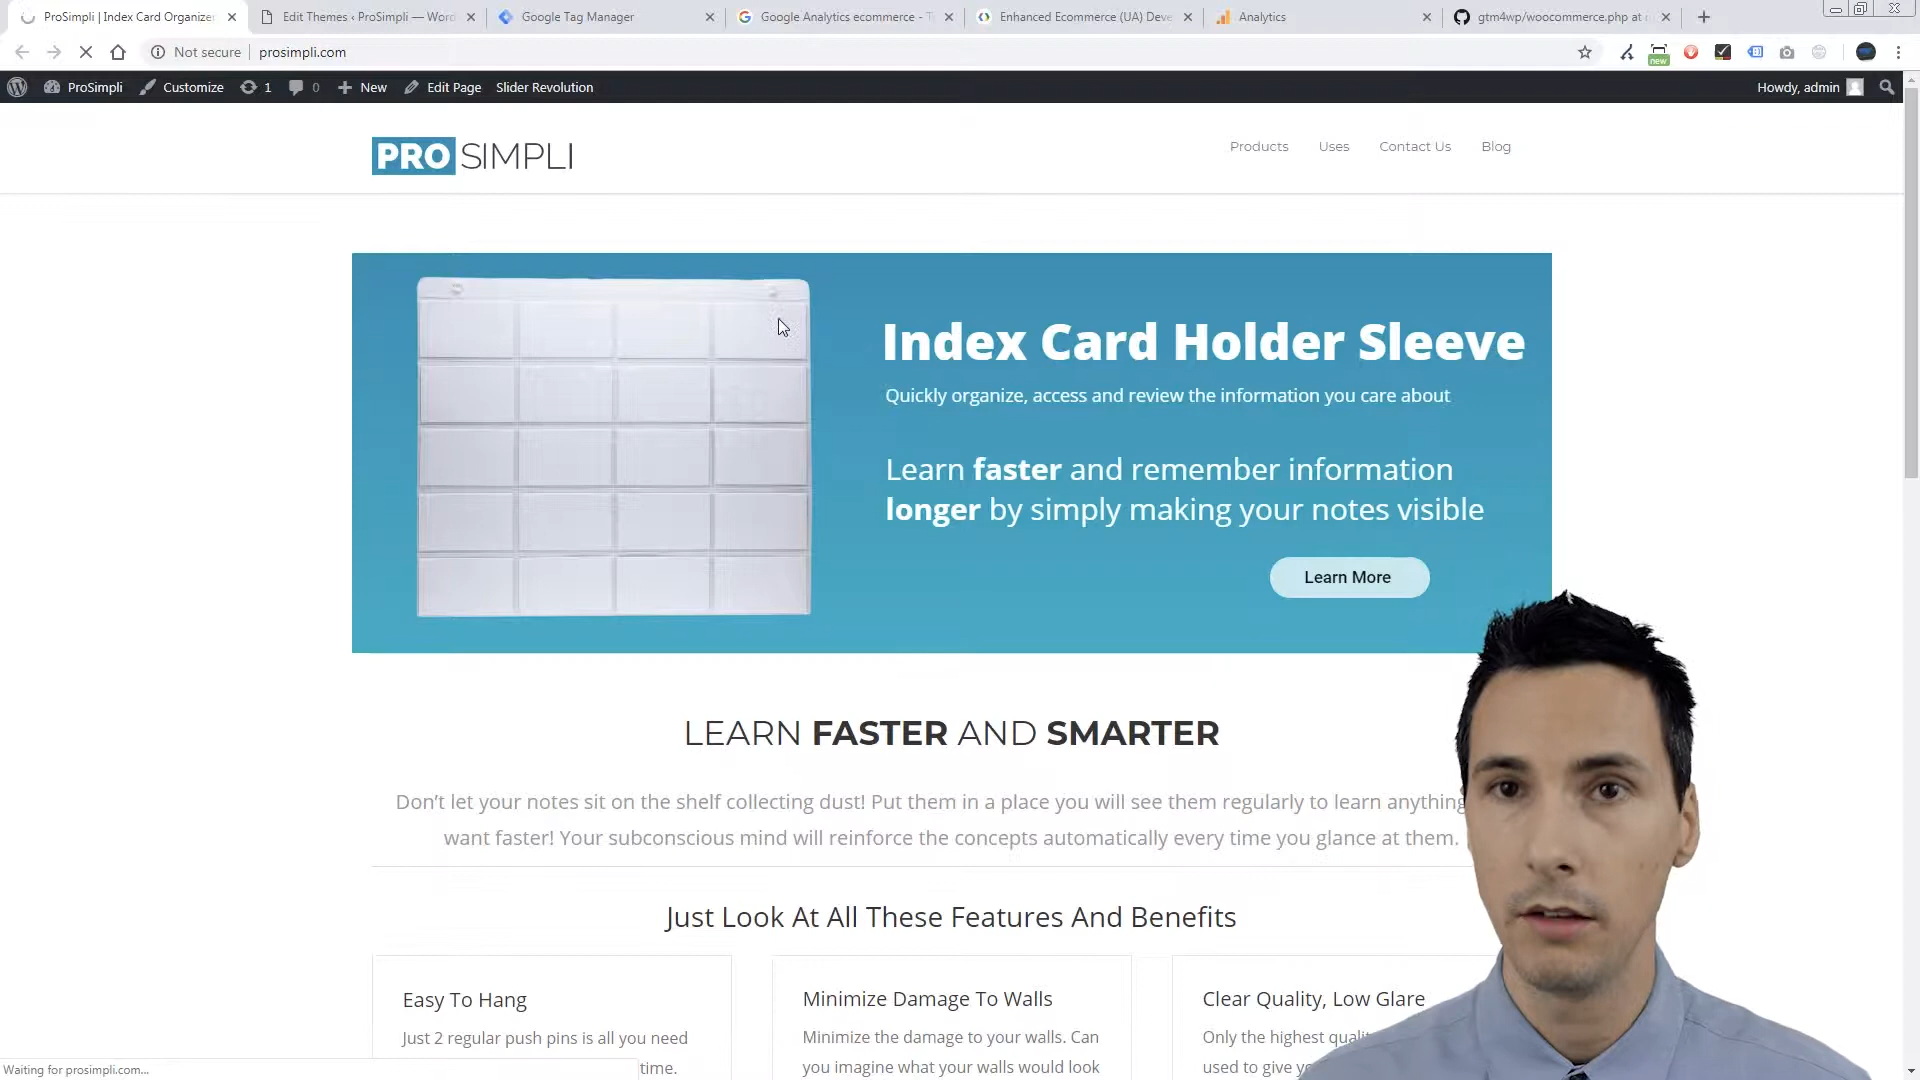 ProSimpli | Index Card Organizer
Edit Themes ‹ ProSimpli — Word
Google Tag Manager
Google Analytics ecommerce - T
Enhanced Ecommerce (UA) Deve
Analytics
gtm4wp/woocommerce.php at
Not secure
prosimpli.com
new
ProSimpli
Customize
1
0
New
Edit Page
Slider Revolution
Howdy, admin
PRO SIMPLI
Products
Uses
Contact Us
Blog
Index Card Holder Sleeve
Quickly organize, access and review the information you care about
Learn faster and remember information
longer by simply making your notes visible
Learn More
LEARN FASTER AND SMARTER
Don’t let your notes sit on the shelf collecting dust! Put them in a place you will see them regularly to learn anything
want faster! Your subconscious mind will reinforce the concepts automatically every time you glance at them.
Just Look At All These Features And Benefits
Easy To Hang
Just 2 regular push pins is all you need
time.
Minimize Damage To Walls
Minimize the damage to your walls. Can
you imagine what your walls would look
Clear Quality, Low Glare
Only the highest
used to give
Waiting for prosimpli.com...